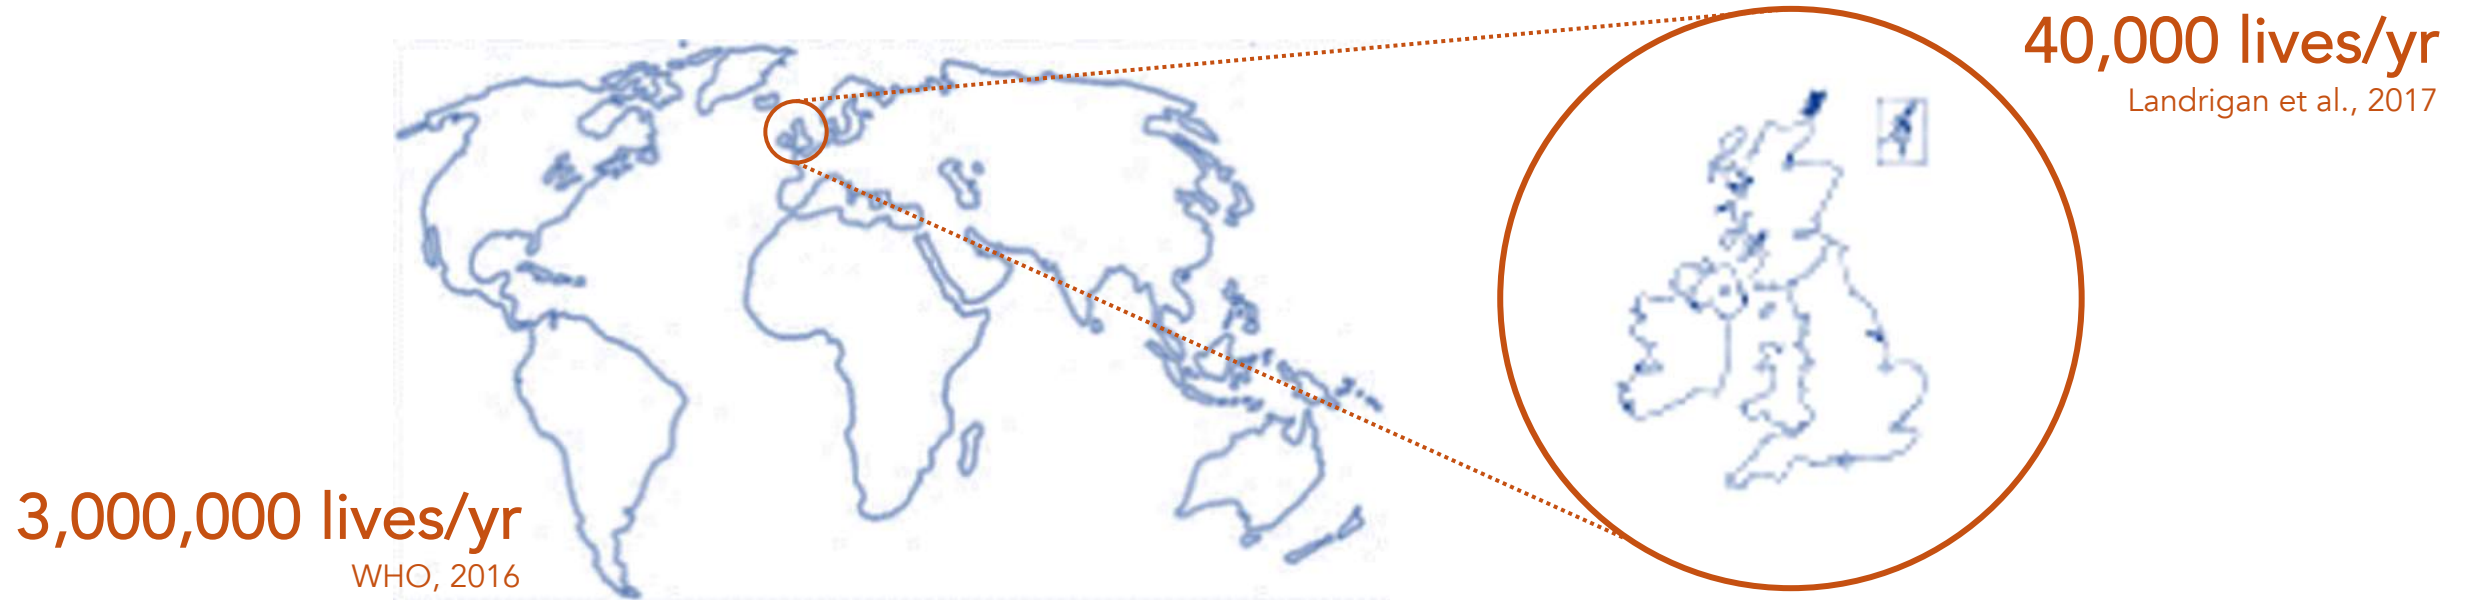 40,000 lives/yr
Landrigan et al., 2017
3,000,000 lives/yr
WHO, 2016